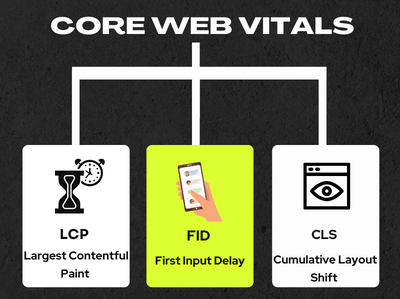 CORE WEB VITALS
LCP
Largest Contentful
Paint
FID
First Input Delay
CLS
Cumulative Layout
Shift